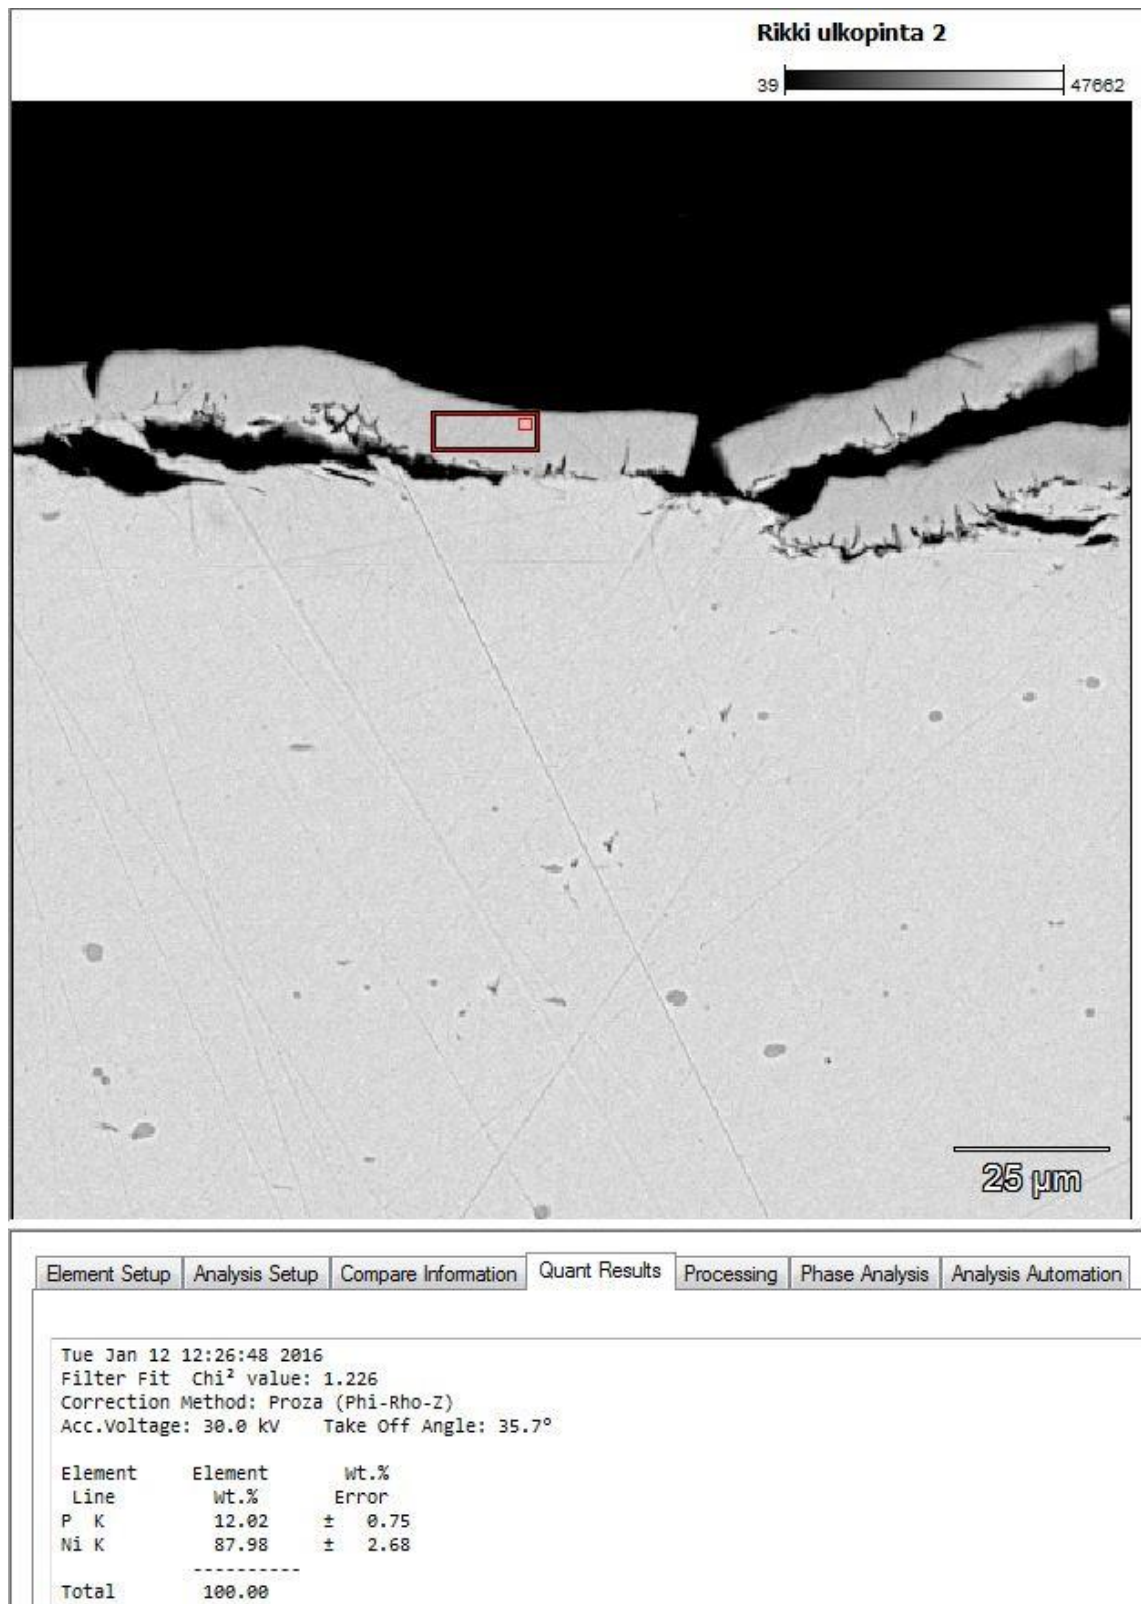 Rikki ulkopinta 2
39 47662
25 µm
Element Setup Analysis Setup Compare Information Quant Results Processing Phase Analysis Analysis Automation
Tue Jan 12 12:26:48 2016
Filter Fit Chi² value: 1.226
Correction Method: Proza (Phi-Rho-Z)
Acc.Voltage: 30.0 kV Take Off Angle: 35.7°
Element Element Wt.%
Line Wt.% Error
P K 12.02 ± 0.75
Ni K 87.98 ± 2.68
----------
Total 100.00